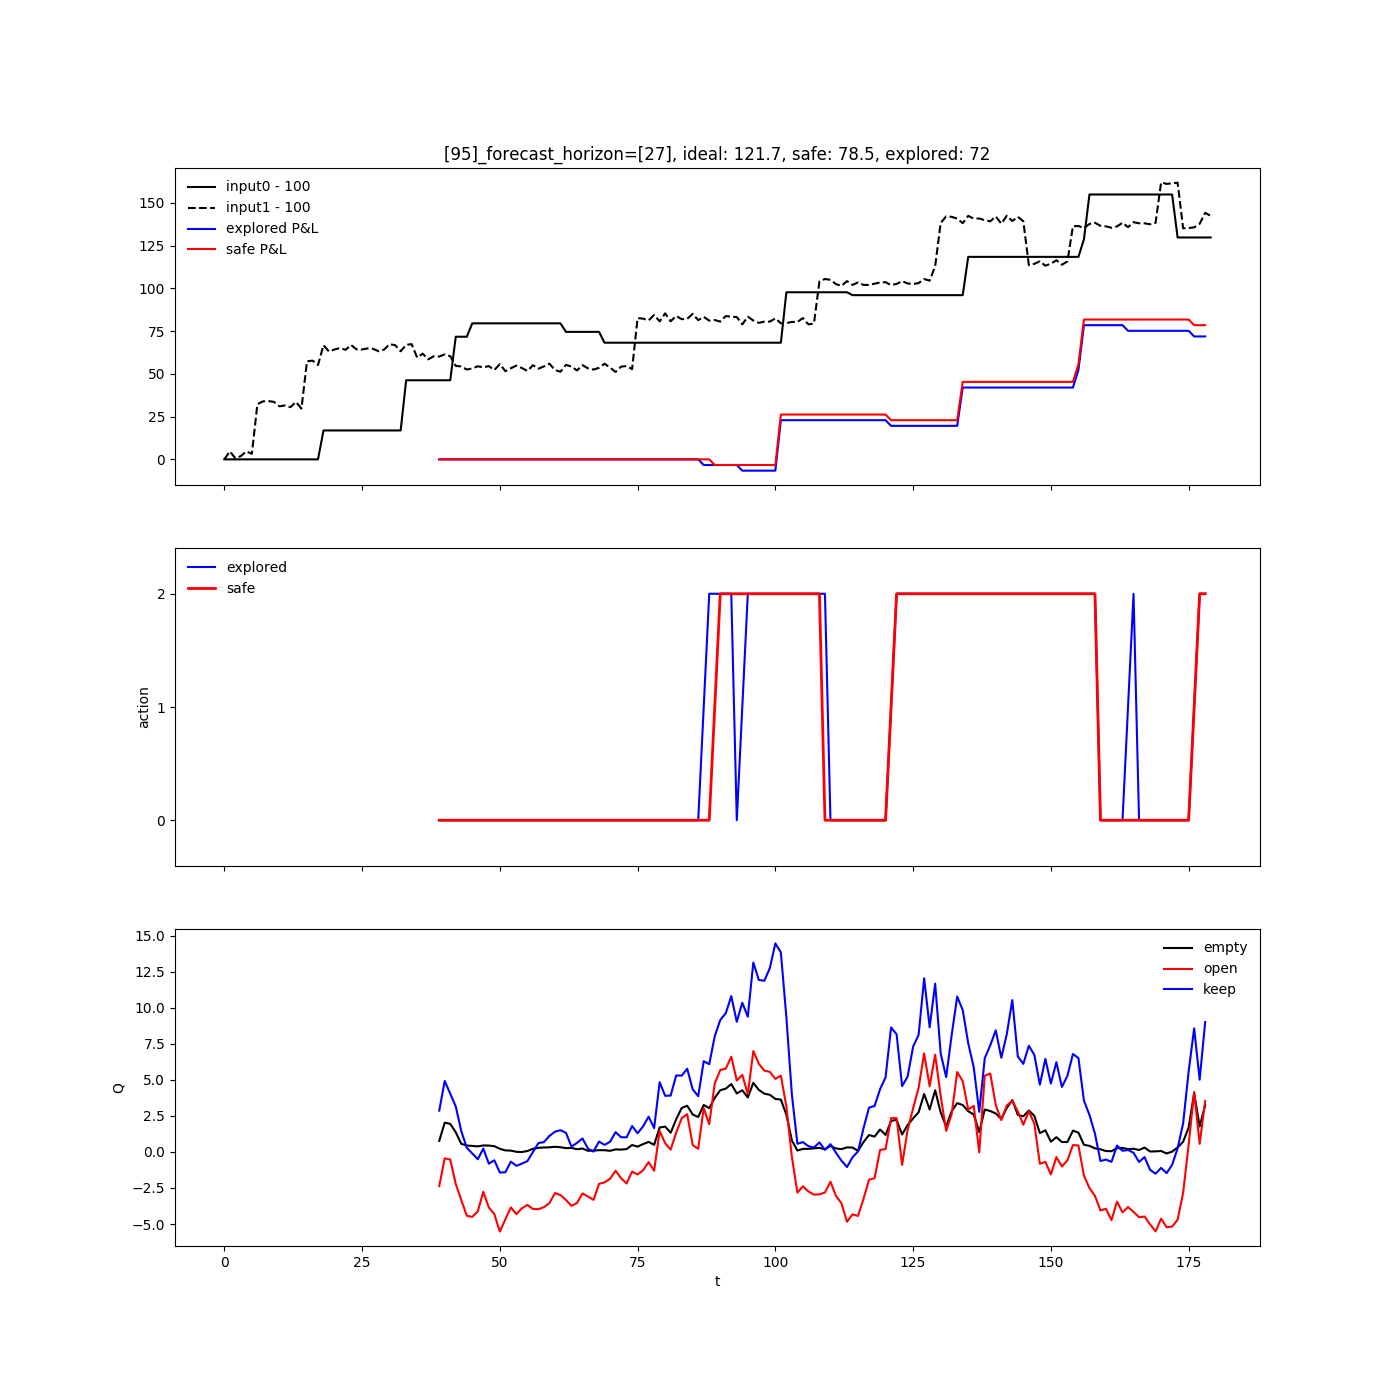 [95]_forecast_horizon=[27], ideal: 121.7, safe: 78.5, explored: 72
input0 - 100
input1 - 100
explored P&L
safe P&L
150
125
100
75
50
25
0
explored
safe
2
1
0
action
empty
open
keep
15.0
12.5
10.0
7.5
5.0
2.5
0.0
−2.5
−5.0
Q
0 25 50 75 100 125 150 175
t